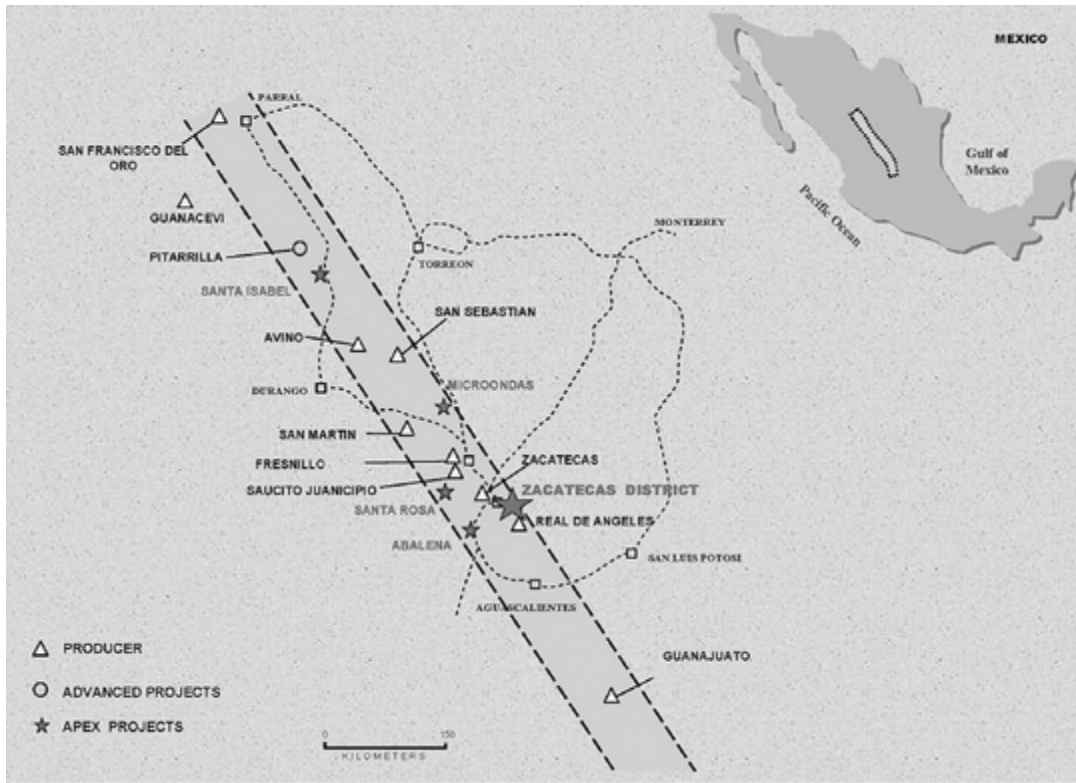 MEXICO
PARRAL
SAN FRANCISCO DEL
ORO
Gulf of
Mexico
Pacific Ocean
GUANACEVI
MONTERREY
PITARRILLA
TORREON
SANTA ISABEL
SAN SEBASTIAN
AVINO
MICROONDAS
DURANGO
SAN MARTIN
ZACATECAS
FRESNILLO
SAUCITO JUANICIPIO
ZACATECAS DISTRICT
SANTA ROSA
REAL DE ANGELES
ABALENA
SAN LUIS POTOSI
AGUASCALIENTES
GUANAJUATO.
PRODUCER
ADVANCED PROJECTS
APEX PROJECTS
0 150
KILOMETERS